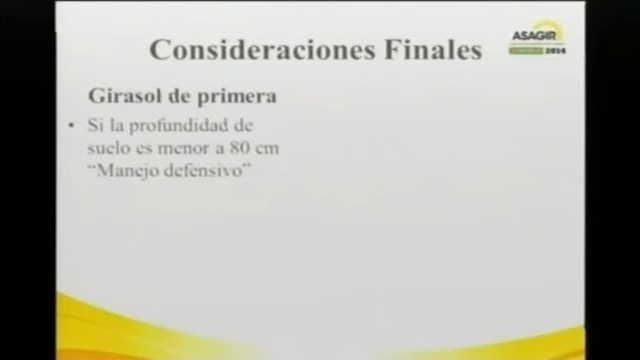 ASAGIR
2014
Consideraciones Finales
Girasol de primera
• Si la profundidad de
suelo es menor a 80 cm
“Manejo defensivo”